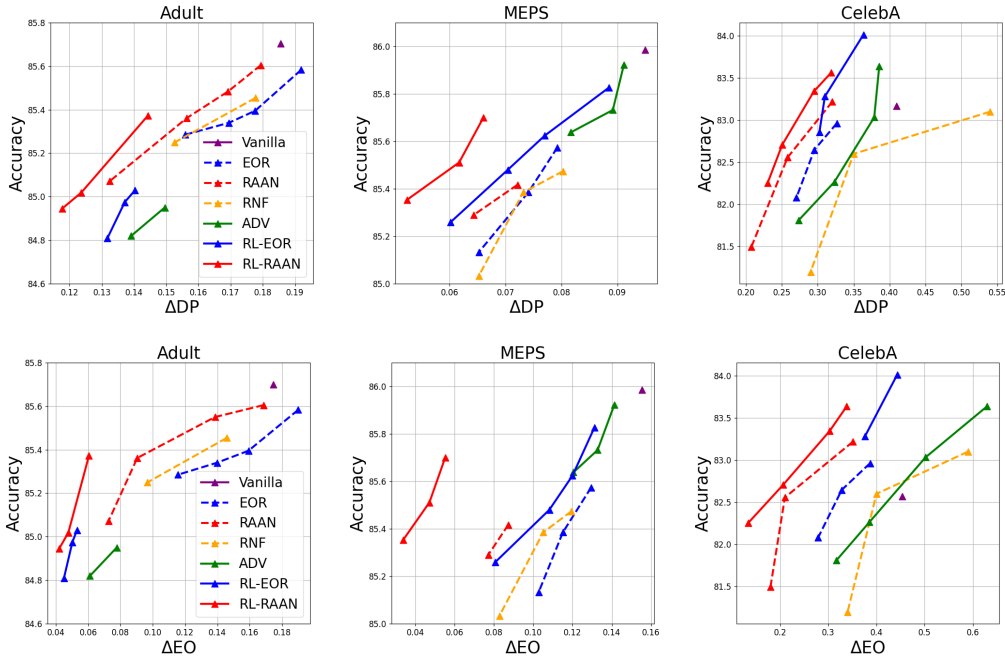 Adult
MEPS
CelebA
85.8
85.6
85.4
85.2
85.0
84.8
84.6
Accuracy
0.12 0.13 0.14 0.15 0.16 0.17 0.18 0.19
ΔDP
Vanilla
EOR
RAAN
RNF
ADV
RL-EOR
RL-RAAN
86.0
85.8
85.6
85.4
85.2
85.0
Accuracy
0.06 0.07 0.08 0.09
ΔDP
84.0
83.5
83.0
82.5
82.0
81.5
Accuracy
0.20 0.25 0.30 0.35 0.40 0.45 0.50 0.55
ΔDP
Adult
MEPS
CelebA
85.8
85.6
85.4
85.2
85.0
84.8
84.6
Accuracy
0.04 0.06 0.08 0.10 0.12 0.14 0.16 0.18
ΔEO
Vanilla
EOR
RAAN
RNF
ADV
RL-EOR
RL-RAAN
86.0
85.8
85.6
85.4
85.2
85.0
Accuracy
0.04 0.06 0.08 0.10 0.12 0.14 0.16
ΔEO
84.0
83.5
83.0
82.5
82.0
81.5
Accuracy
0.2 0.3 0.4 0.5 0.6
ΔEO